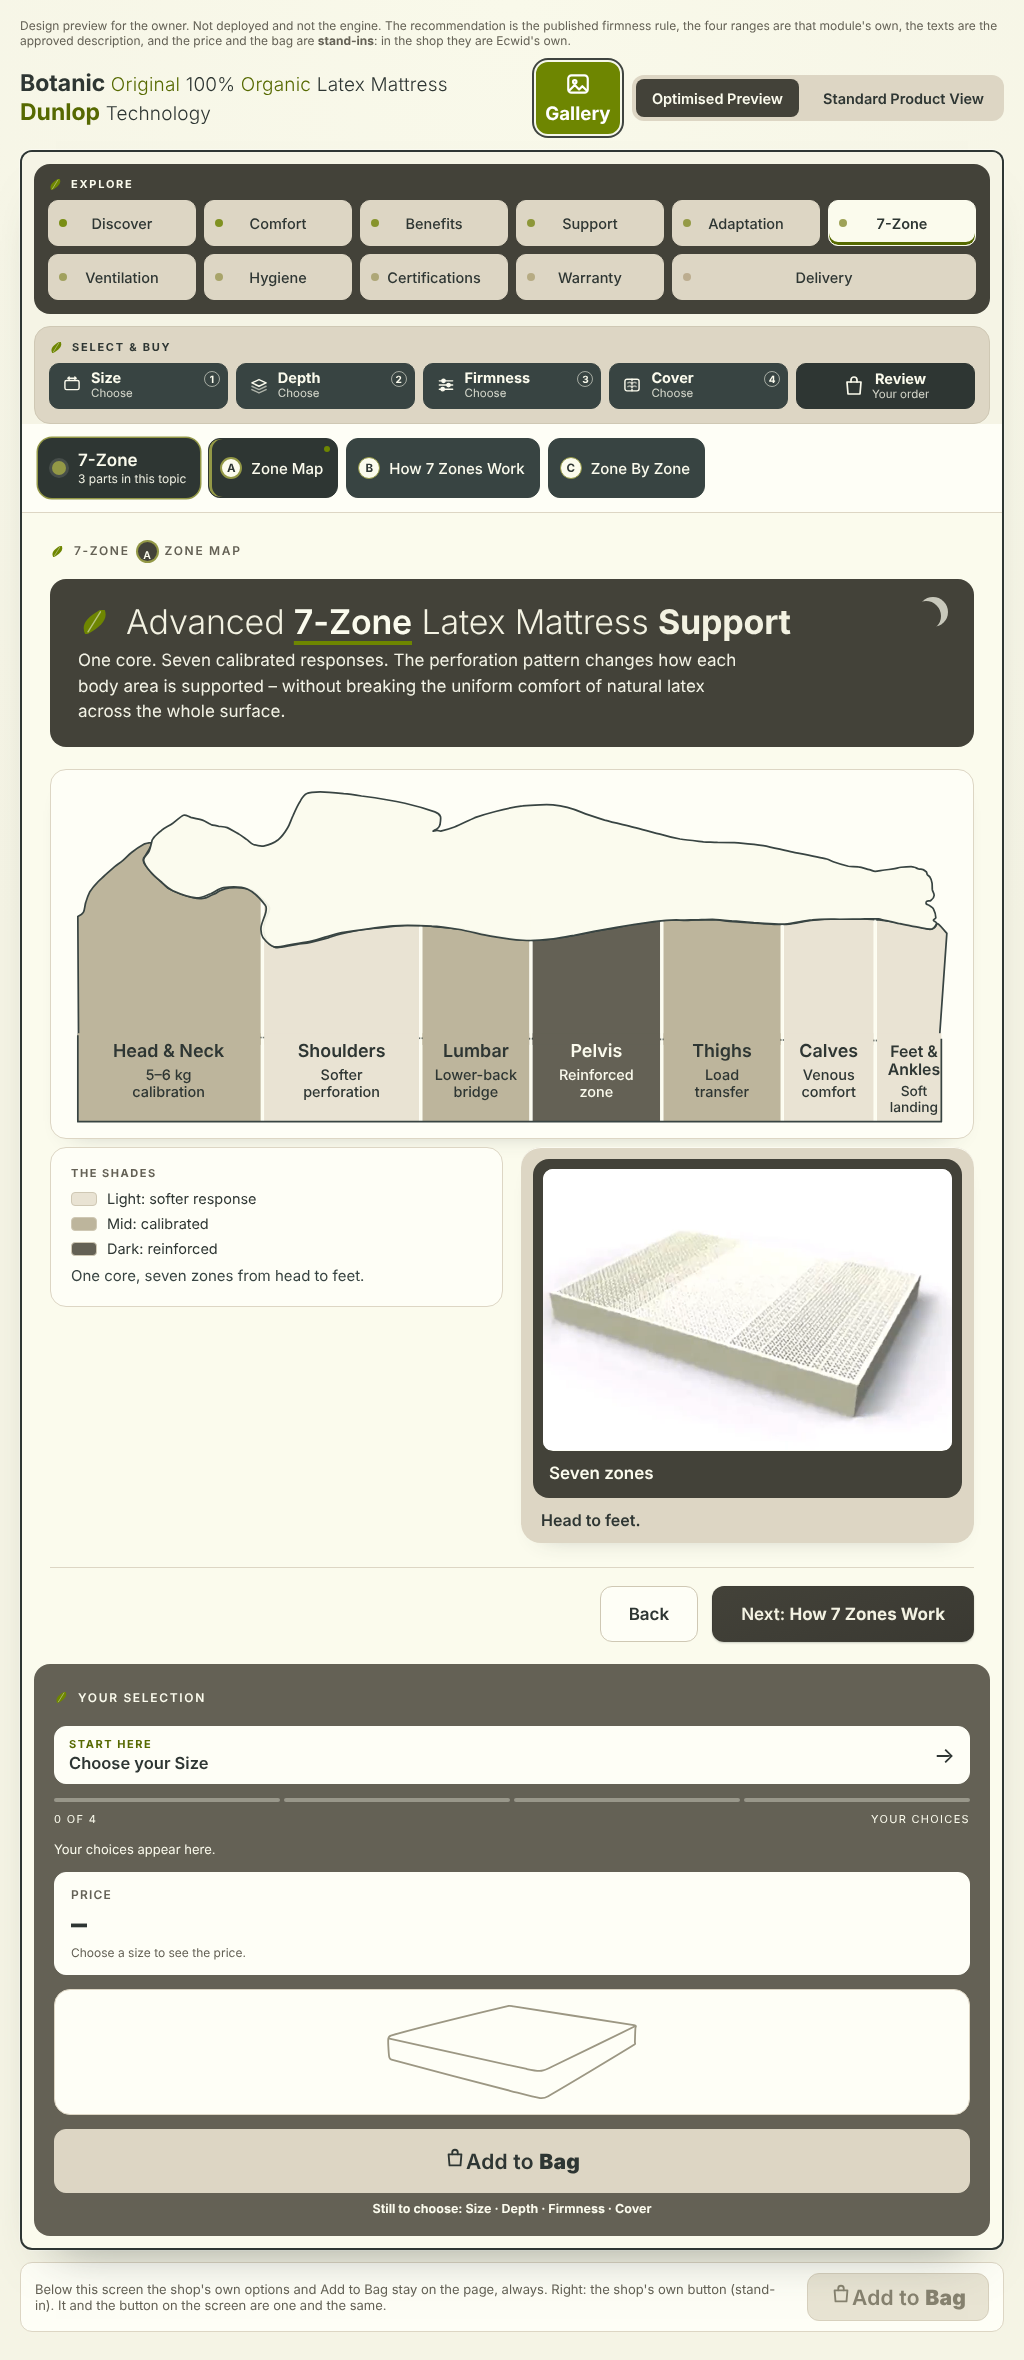 Design preview for the owner. Not deployed and not the engine. The recommendation is the published firmness rule, the four ranges are that module's own, the texts are the
approved description, and the price and the bag are stand-ins: in the shop they are Ecwid's own.
Botanic Original 100% Organic Latex Mattress
Dunlop Technology
Gallery
Optimised Preview
Standard Product View
EXPLORE
Discover
Comfort
Benefits
Support
Adaptation
7-Zone
Ventilation
Hygiene
Certifications
Warranty
Delivery
SELECT & BUY
Size
Choose
1
Depth
Choose
2
Firmness
Choose
3
Cover
Choose
4
Review
Your order
7-Zone
3 parts in this topic
A Zone Map
B How 7 Zones Work
C Zone By Zone
7-ZONE A ZONE MAP
Advanced 7-Zone Latex Mattress Support
One core. Seven calibrated responses. The perforation pattern changes how each
body area is supported – without breaking the uniform comfort of natural latex
across the whole surface.
Head & Neck
5–6 kg
calibration
Shoulders
Softer
perforation
Lumbar
Lower-back
bridge
Pelvis
Reinforced
zone
Thighs
Load
transfer
Calves
Venous
comfort
Feet &
Ankles
Soft
landing
THE SHADES
Light: softer response
Mid: calibrated
Dark: reinforced
One core, seven zones from head to feet.
Seven zones
Head to feet.
Back
Next: How 7 Zones Work
YOUR SELECTION
START HERE
Choose your Size
0 OF 4
YOUR CHOICES
Your choices appear here.
PRICE
–
Choose a size to see the price.
Add to Bag
Still to choose: Size · Depth · Firmness · Cover
Below this screen the shop's own options and Add to Bag stay on the page, always. Right: the shop's own button (stand-
in). It and the button on the screen are one and the same.
Add to Bag